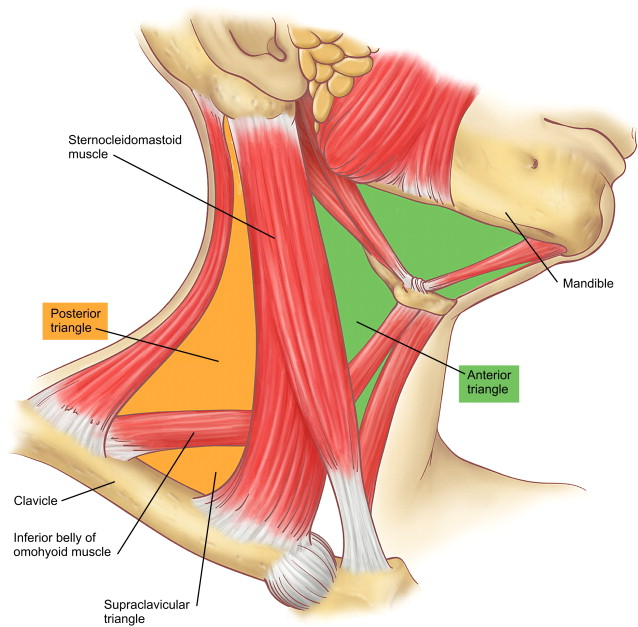 Sternocleidomastoid
muscle
Mandible
Posterior
triangle
Anterior
triangle
Clavicle
Inferior belly of
omohyoid muscle
Supraclavicular
triangle